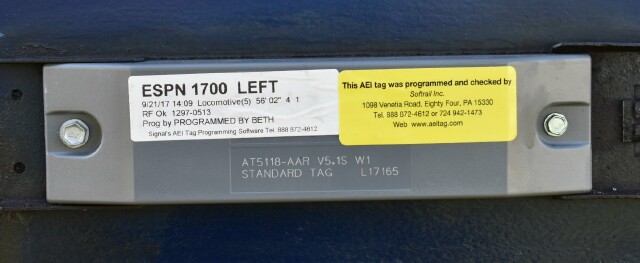 ESPN 1700 LEFT
9/21/17 14:09 Locomotive(5) 56' 02" 4 1
RF Ok 1297-0513
Prog by PROGRAMMED BY BETH
Signal's AEI Tag Programming Software Tel 888 872-4612
This AEI tag was programmed and checked by
Softrail Inc.
1098 Venetia Road, Eighty Four, PA 15330
Tel. 888 872-4612 or 724 942-1473
Web www.aeitag.com
AT5118-AAR V5.1S W1
STANDARD TAG L17165